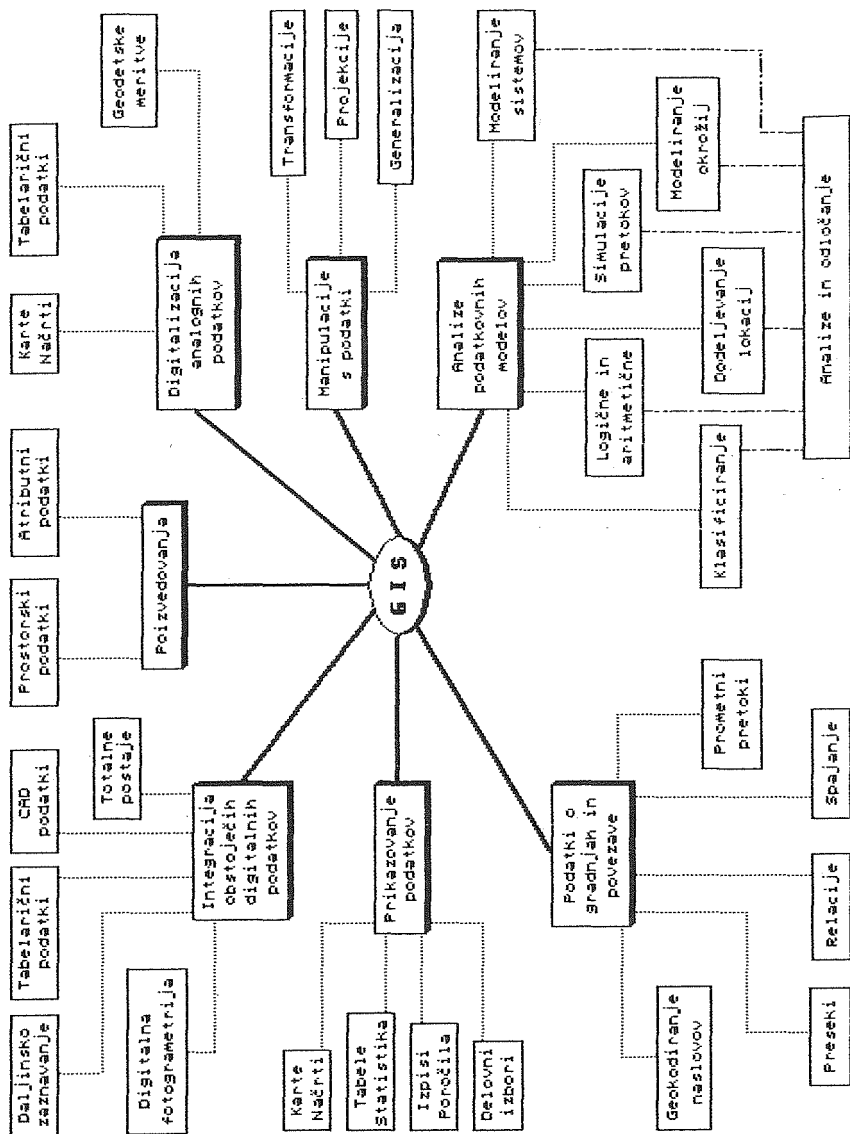 Daljinsko
zaznavanje
Tabelarični
podatki
CAD
podatki
Prostorski
podatki
Atributni
podatki
Karte
Načrti
Tabelarični
podatki
Totalne
postaje
Geodetske
meritve
Digitalna
fotogrametrija
Integracija
obstoječih
digitalnih
podatkov
Poizvedovanja
Digitalizacija
analognih
podatkov
Karte
Načrti
Tabele
Statistika
Izpisi
Poročila
Delovni
izbori
Prikazovanje
podatkov
GIS
Manipulacije
s podatki
Transformacije
Projekcije
Generalizacija
Podatki o
gradnjah in
povezave
Analize
podatkovnih
modelov
Modeliranje
sistemov
Geokodiranje
naslovov
Prometni
pretoki
Logične in
aritmetične
Simulacije
pretokov
Modeliranje
okrožij
Klasificiranje
Dodeljevanje
lokacij
Preseki
Relacije
Spajanje
Analize in odločanje